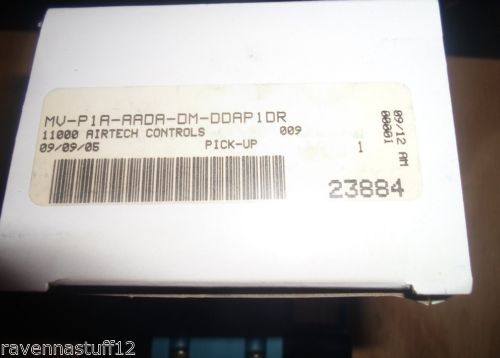 MV-P1A-AADA-DM-DDAP1DR
11000 AIRTECH CONTROLS 009
09/09/05 PICK-UP 1
23884
09/12 AM
00001
ravennastuff12